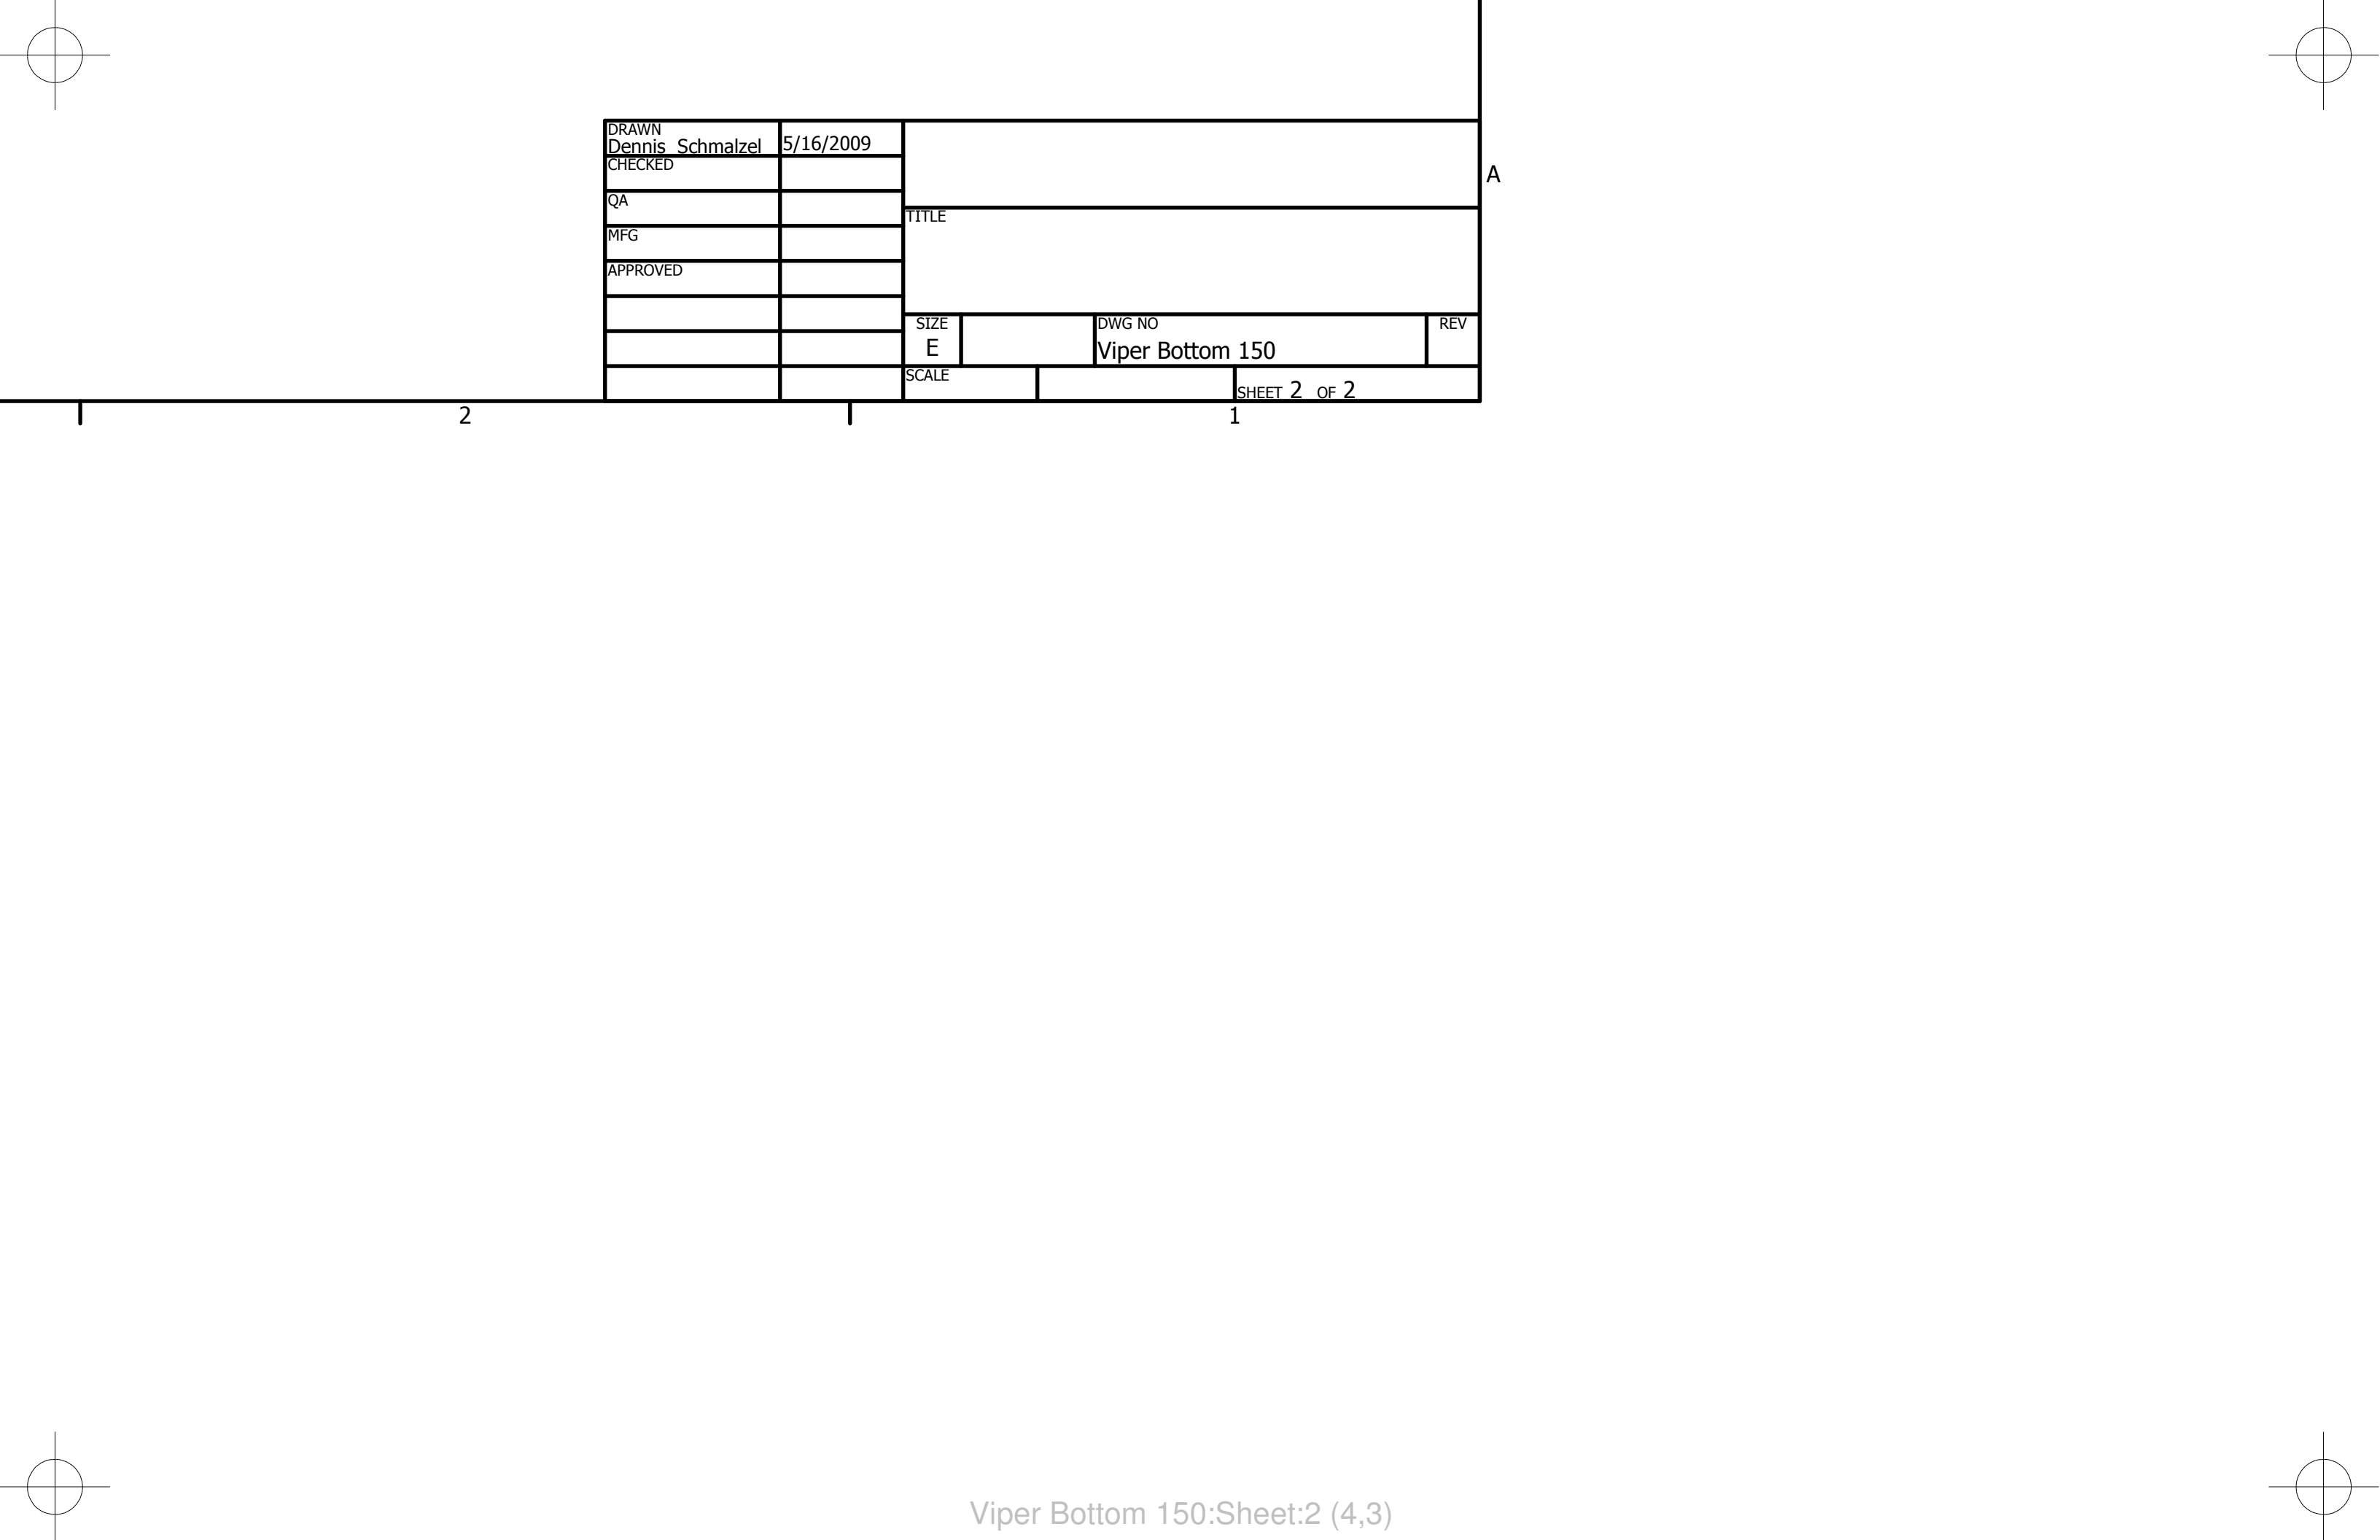 DRAWN
Dennis Schmalzel 5/16/2009
CHECKED
QA
MFG
APPROVED
TITLE
SIZE
E
DWG NO
Viper Bottom 150
REV
SCALE
SHEET 2 OF 2
A
2
1
Viper Bottom 150:Sheet:2 (4,3)